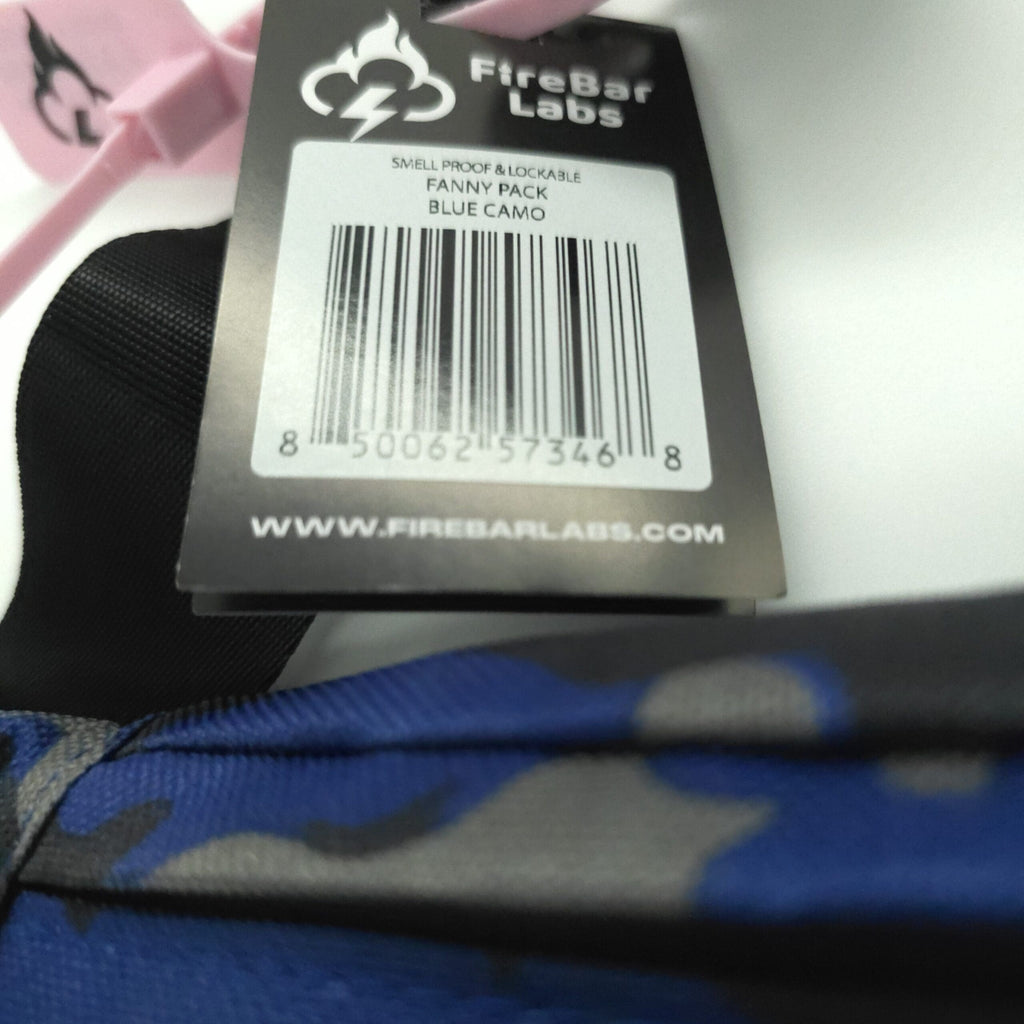 FireBar
Labs
SMELL PROOF & LOCKABLE
FANNY PACK
BLUE CAMO
8 50062 57346 8
WWW.FIREBARLABS.COM